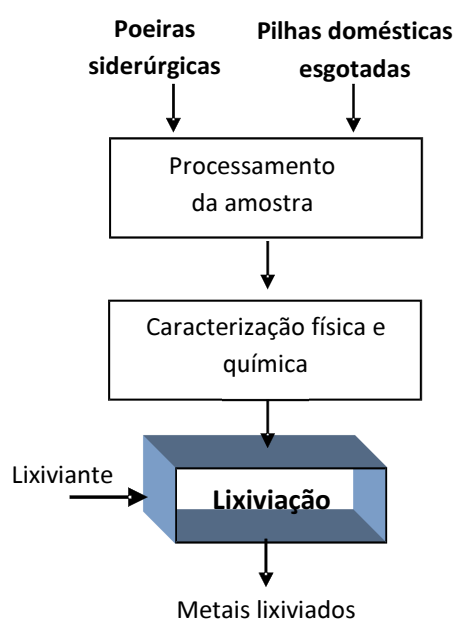 Poeiras
siderúrgicas
Pilhas domésticas
esgotadas
Processamento
da amostra
Caracterização física e
química
Lixiviante
Lixiviação
Metais lixiviados